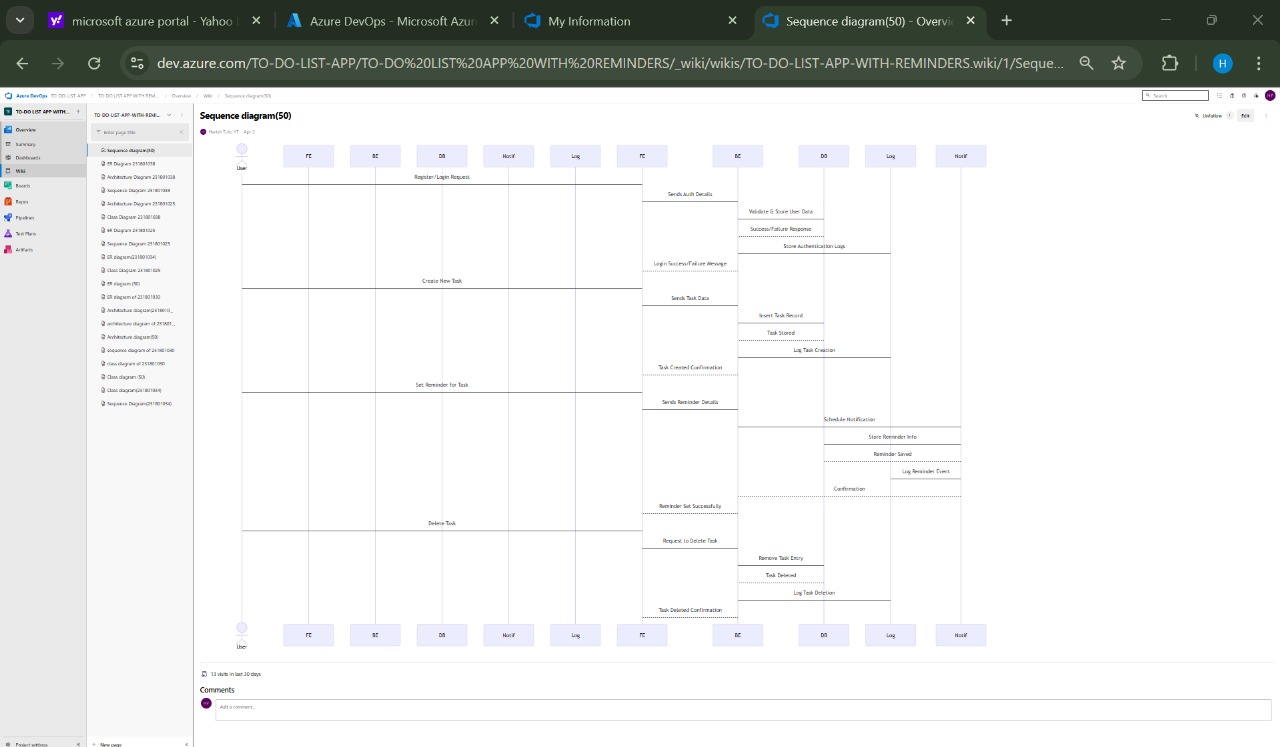 microsoft azure portal - Yahoo
Azure DevOps - Microsoft Azur
My Information
Sequence diagram(50) - Overvi
dev.azure.com/TO-DO-LIST-APP/TO-DO%20LIST%20APP%20WITH%20REMINDERS/_wiki/wikis/TO-DO-LIST-APP-WITH-REMINDERS.wiki/1/Seque...
H
Azure DevOps TO-DO-LIST-APP / TO-DO LIST APP WITH REM... / Overview / Wiki / Sequence diagram(50)
Search
TO-DO LIST APP WITH... +
Overview
Summary
Dashboards
Wiki
Boards
Repos
Pipelines
Test Plans
Artifacts
Project settings
TO-DO-LIST-APP-WITH-REMI...
Enter page title
Sequence diagram(50)
ER Diagram 231801038
Architecture Diagram 231801038
Sequence Diagram 231801038
Architecture Diagram 231801025
Class Diagram 231801038
ER Diagram 231801025
Sequence Diagram 231801025
ER diagram(231801034)
Class Diagram 231801025
ER diagram (50)
ER diagram of 231801030
Architecture diagram(231801(..
architecture diagram of 231801...
Architecture diagram(50)
sequence diagram of 231801030
class diagram of 231801030
Class diagram (50)
Class diagram(231801034)
Sequence Diagram(231801034)
New page
Sequence diagram(50)
Apr 2
Unfollow 1 Edit
User FE BE DB Notif Log FE BE DB Log Notif
Register/Login Request
Sends Auth Details
Validate & Store User Data
Success/Failure Response
Store Authentication Logs
Login Success/Failure Message
Create New Task
Sends Task Data
Insert Task Record
Task Stored
Log Task Creation
Task Created Confirmation
Set Reminder for Task
Sends Reminder Details
Schedule Notification
Store Reminder Info
Reminder Saved
Log Reminder Event
Confirmation
Reminder Set Successfully
Delete Task
Request to Delete Task
Remove Task Entry
Task Deleted
Log Task Deletion
Task Deleted Confirmation
User FE BE DB Notif Log FE BE DB Log Notif
13 visits in last 30 days
Comments
Add a comment...